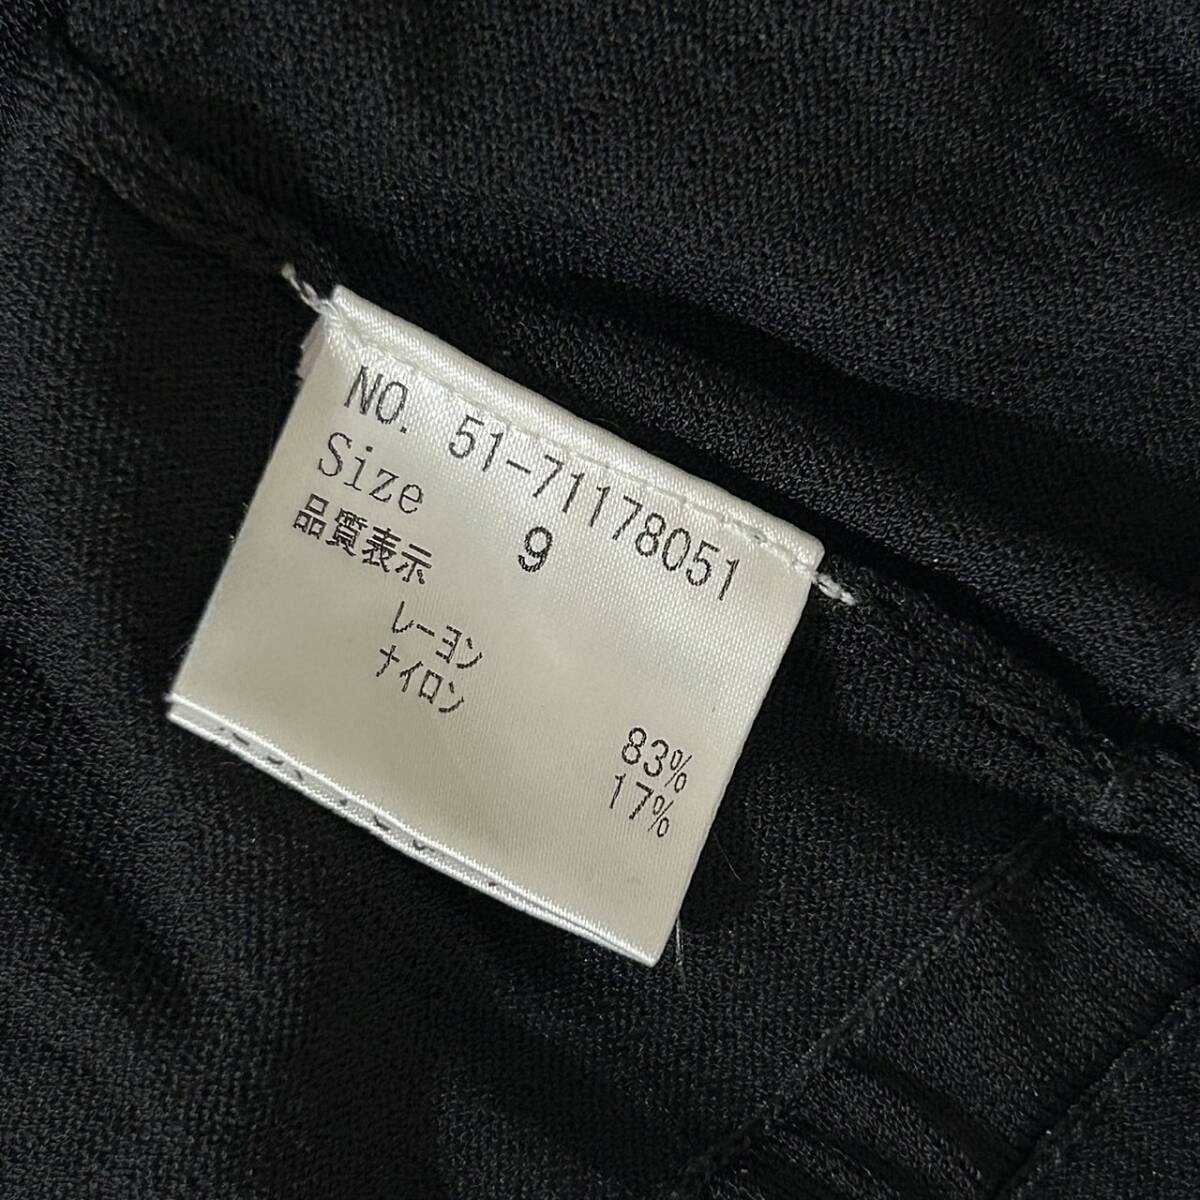 NO. 51-71178051
Size 9
品質表示
レーヨン 83%
ナイロン 17%